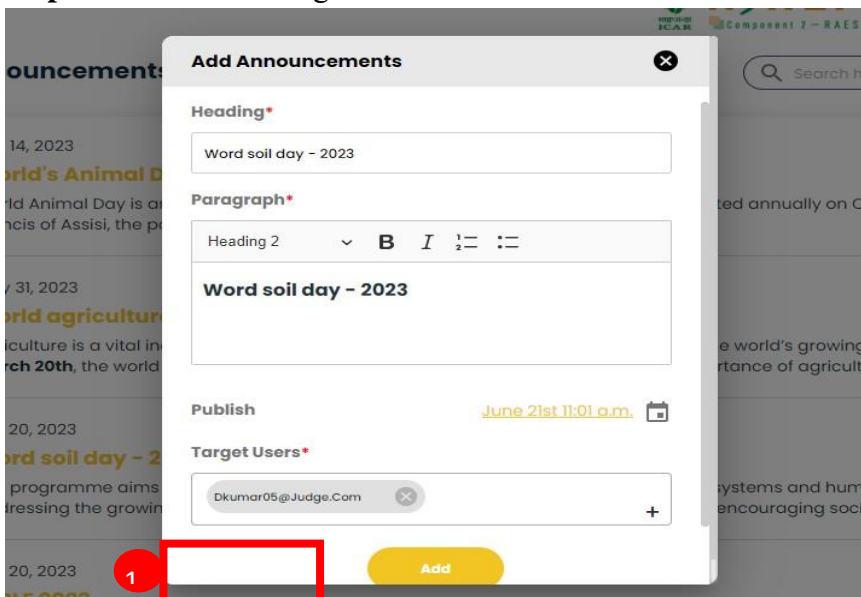 ICAR
Component 2 – RAES
ouncements
Add Announcements
Search h
Heading*
14, 2023
Word soil day - 2023
orld's Animal D
rld Animal Day is a
ted annually on O
Paragraph*
ncis of Assisi, the p
Heading 2
B I
Word soil day - 2023
31, 2023
orld agricultur
iculture is a vital in
e world's growing
rch 20th, the world
rtance of agricult
Publish
June 21st 11:01 a.m.
20, 2023
Target Users*
ord soil day - 2
programme aims
ystems and hum
Dkumar05@Judge.Com
dressing the growin
encouraging soci
+
20, 2023
1
Add